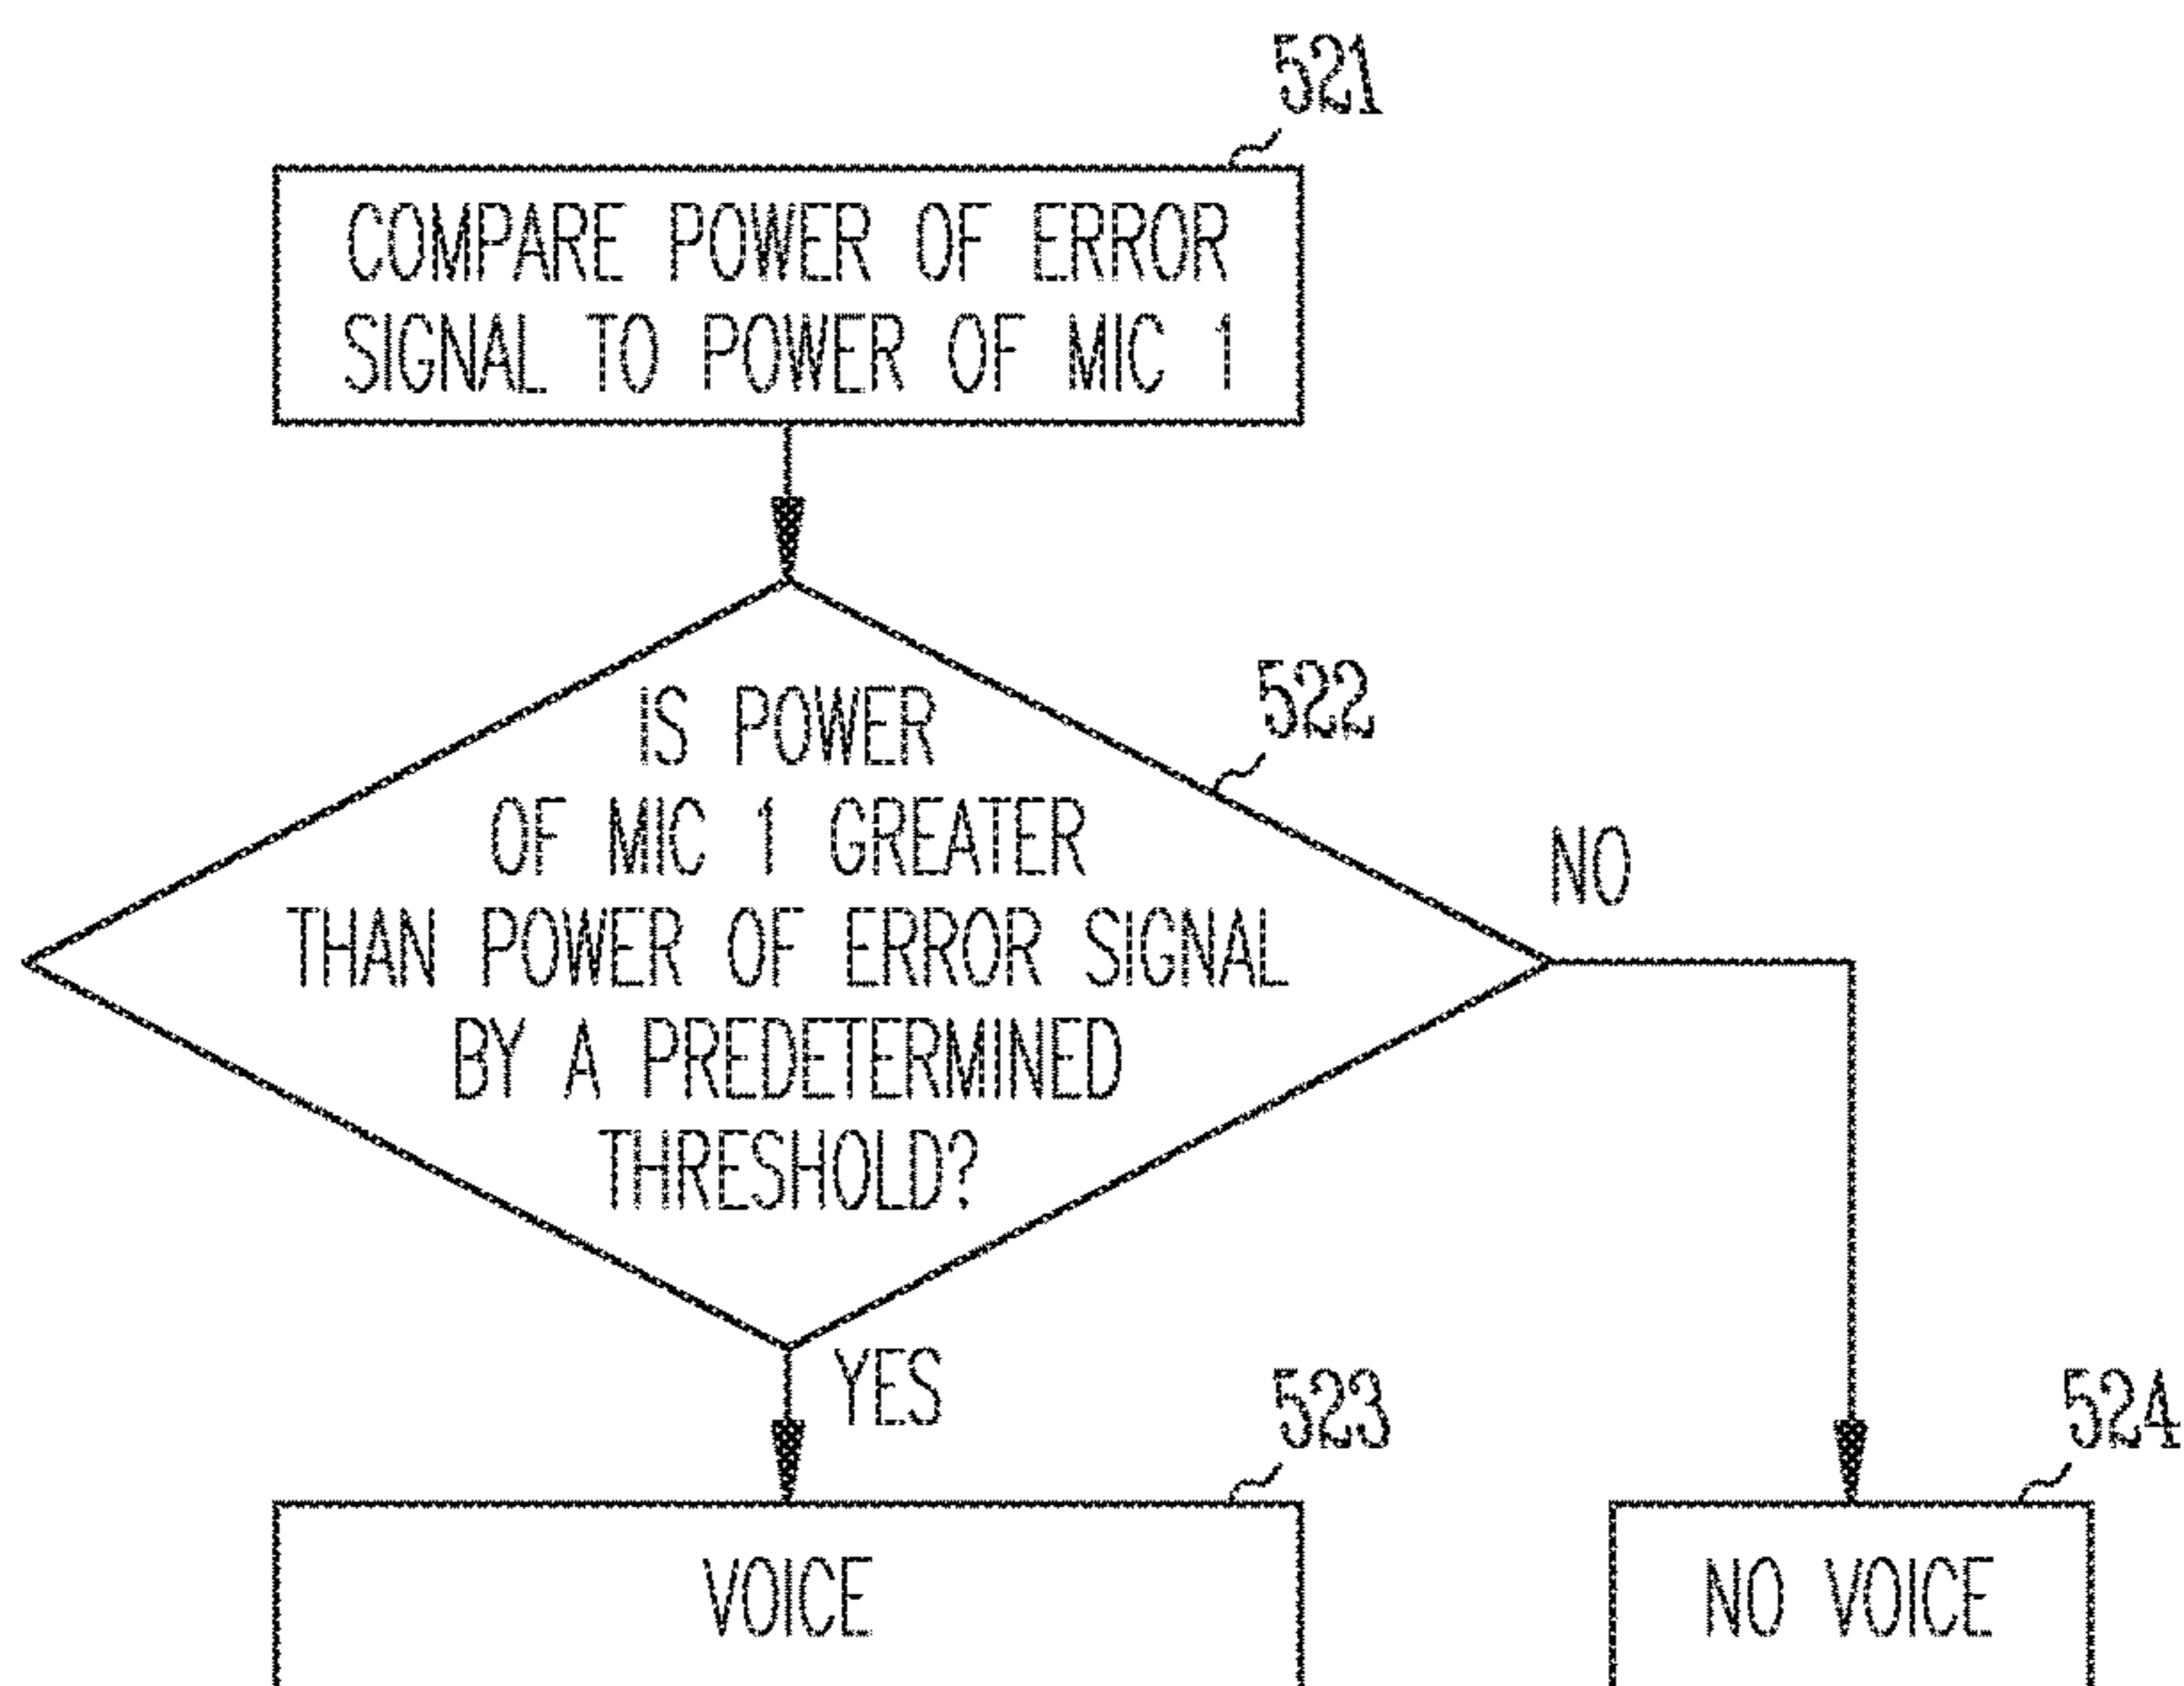 521
COMPARE POWER OF ERROR
SIGNAL TO POWER OF MIC 1
522
IS POWER
OF MIC 1 GREATER
THAN POWER OF ERROR SIGNAL
BY A PREDETERMINED
THRESHOLD?
NO
YES
523
524
VOICE
NO VOICE